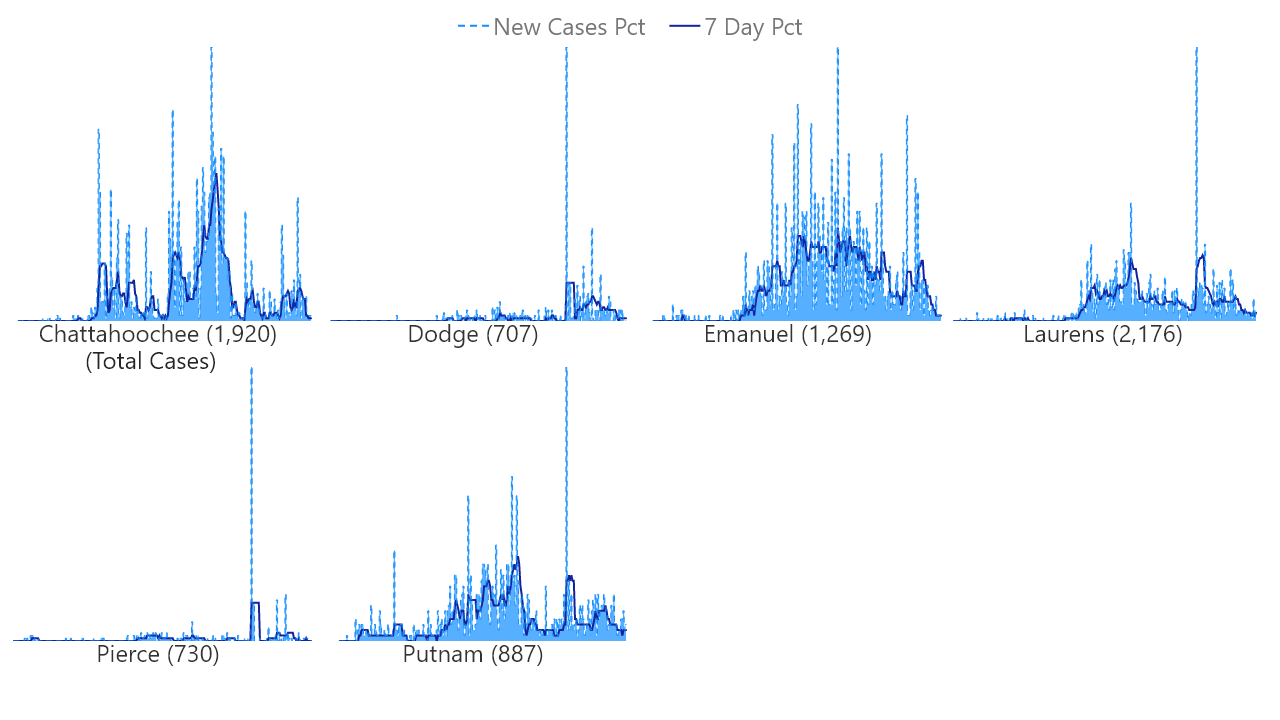 New Cases Pct 7 Day Pct
Chattahoochee (1,920)
(Total Cases)
Dodge (707)
Emanuel (1,269)
Laurens (2,176)
Pierce (730)
Putnam (887)